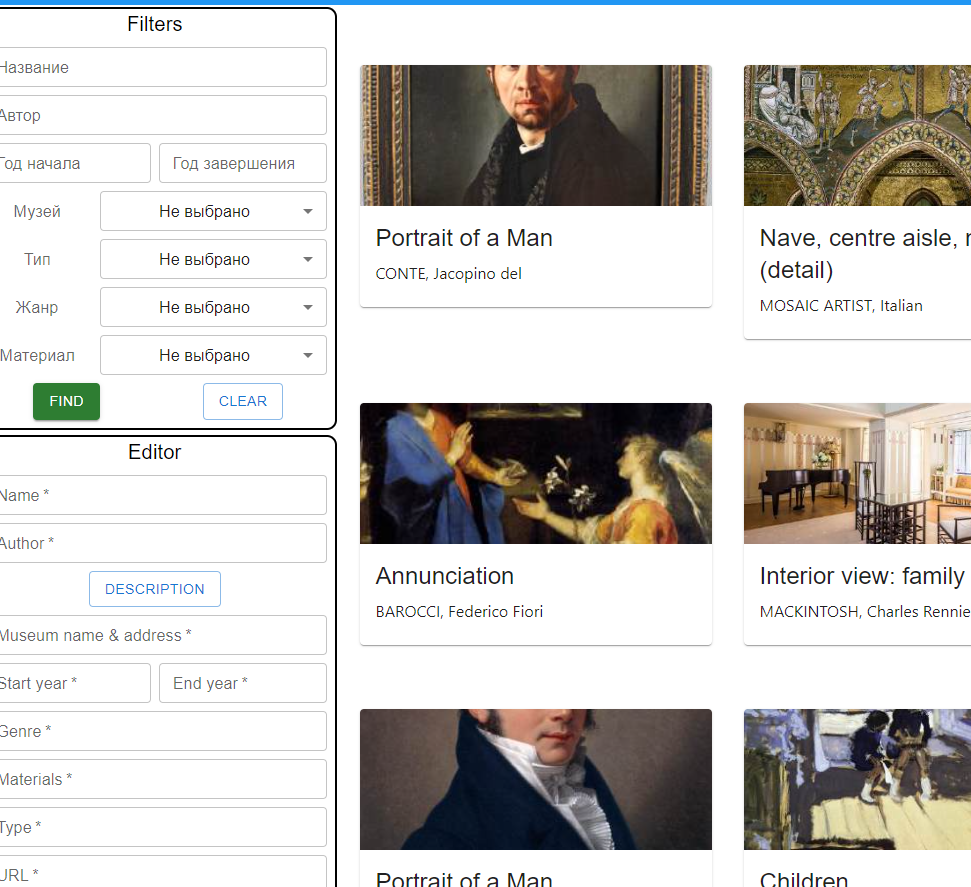 Filters
Название
Автор
Год начала
Год завершения
Музей
Не выбрано
Тип
Не выбрано
Жанр
Не выбрано
Материал
Не выбрано
FIND
CLEAR
Editor
Name *
Author *
DESCRIPTION
Museum name & address *
Start year *
End year *
Genre *
Materials *
Type *
URL *
Portrait of a Man
CONTE, Jacopino del
Nave, centre aisle,
(detail)
MOSAIC ARTIST, Italian
Annunciation
BAROCCI, Federico Fiori
Interior view: family
MACKINTOSH, Charles Rennie
Portrait of a Man
Children